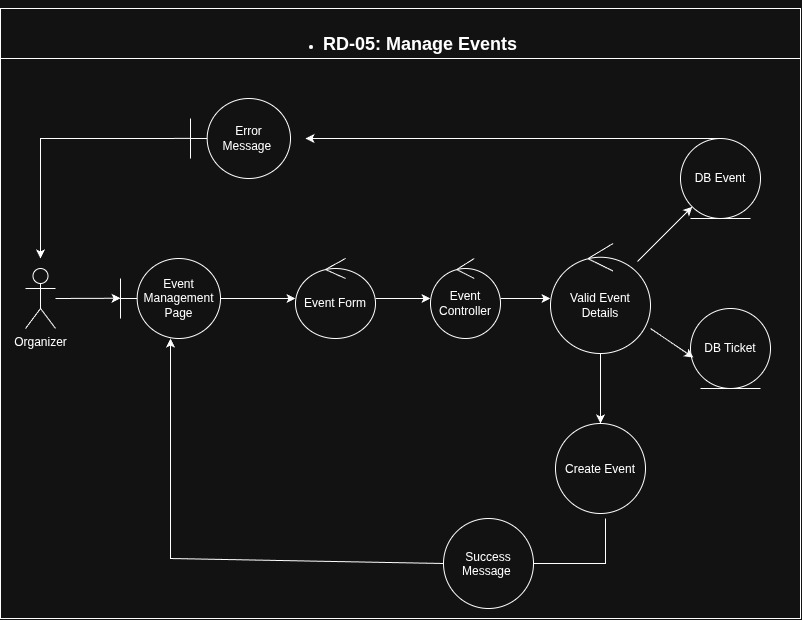 • RD-05: Manage Events
Error
Message
DB Event
Event
Management
Page
Event Form
Event
Controller
Valid Event
Details
Organizer
DB Ticket
Create Event
Success
Message